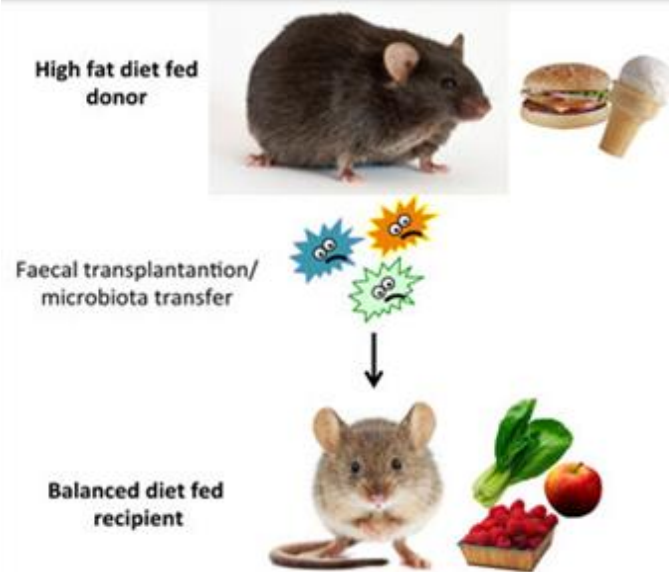 High fat diet fed
donor
Faecal transplantantion/
microbiota transfer
Balanced diet fed
recipient